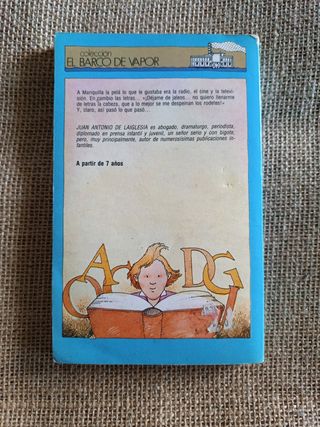 colección
EL BARCO DE VAPOR
A Mariquilla la pelá lo que le gustaba era la radio, el cine y la televi-
sión. En cambio las letras... «¡Déjame de jaleos... no quiero llenarme
de letras la cabeza, que a lo mejor se me despeinan los rodetes!»
Y, claro, así pasó lo que pasó...
JUAN ANTONIO DE LAIGLESIA es abogado, dramaturgo, periodista,
diplomado en prensa infantil y juvenil, un señor serio y con bigote,
pero, muy principalmente, autor de numerosísimas publicaciones in-
fantiles.
A partir de 7 años
O A C D G